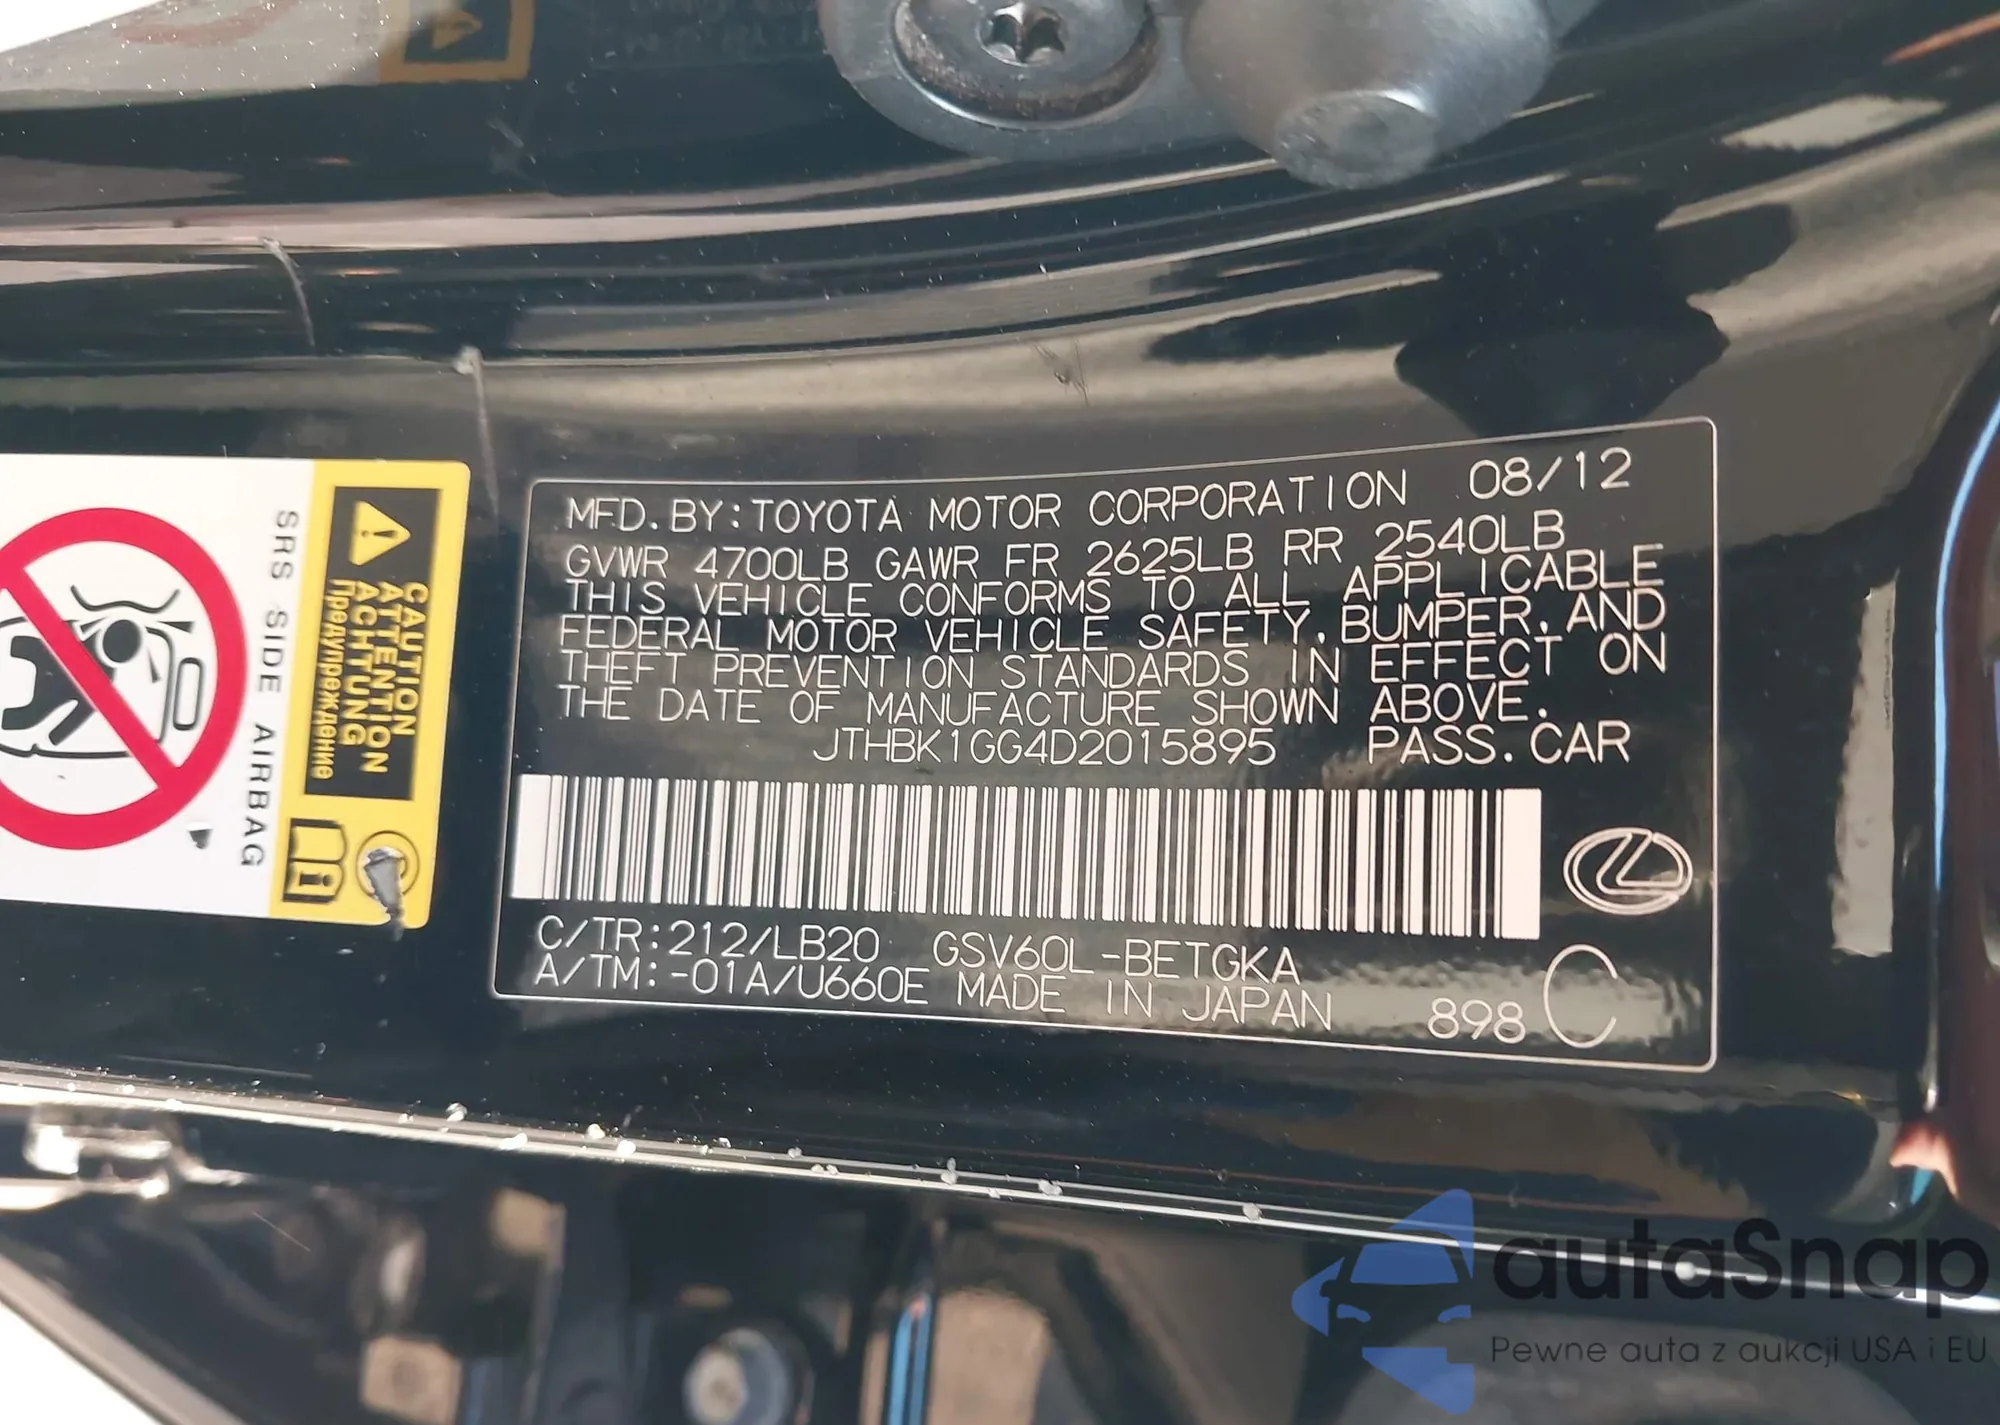 SRS SIDE AIRBAG
CAUTION
ATTENTION
ACHTUNG
Предупреждение
MFD. BY: TOYOTA MOTOR CORPORATION 08/12
GVWR 4700LB GAWR FR 2625LB RR 2540LB
THIS VEHICLE CONFORMS TO ALL APPLICABLE
FEDERAL MOTOR VEHICLE SAFETY, BUMPER, AND
THEFT PREVENTION STANDARDS IN EFFECT ON
THE DATE OF MANUFACTURE SHOWN ABOVE.
JTHBK1GG4D2015895 PASS. CAR
C/TR: 212/LB20 GSV60L-BETGKA
A/TM: -01A/U660E MADE IN JAPAN 898 C
autaSnap
Pewne auta z aukcji USA i EU